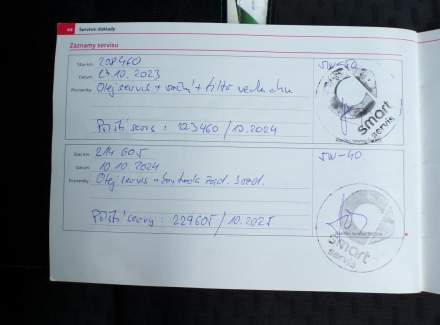 44 Servisní doklady
Záznamy servisu
Stav km 208460 5W-40
Datum 27.10.2023
Poznámky Olej servis + + filtr vzduchu
Příští servis: 223460 / 10.2024
smart
servis
Stav km 214605 5W-40
Datum 10.10.2024
Poznámky Olej servis + kontrola zad. brzd.
Příští servis: 229605 / 10.2025
smart
servis